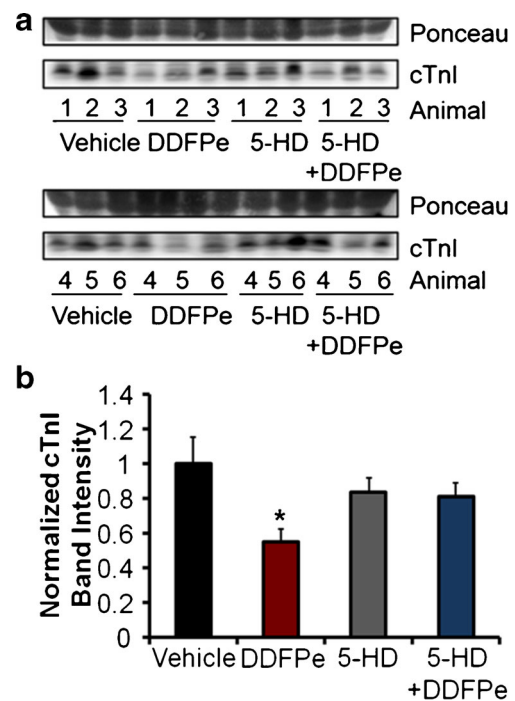 a
Ponceau
cTnI
1 2 3 1 2 3 1 2 3 1 2 3 Animal
Vehicle DDFPe 5-HD 5-HD
+DDFPe
Ponceau
cTnI
4 5 6 4 5 6 4 5 6 4 5 6 Animal
Vehicle DDFPe 5-HD 5-HD
+DDFPe
b
Normalized cTnI
Band Intensity
1.4
1.2
1
0.8
0.6
0.4
0.2
0
*
Vehicle DDFPe 5-HD 5-HD
+DDFPe